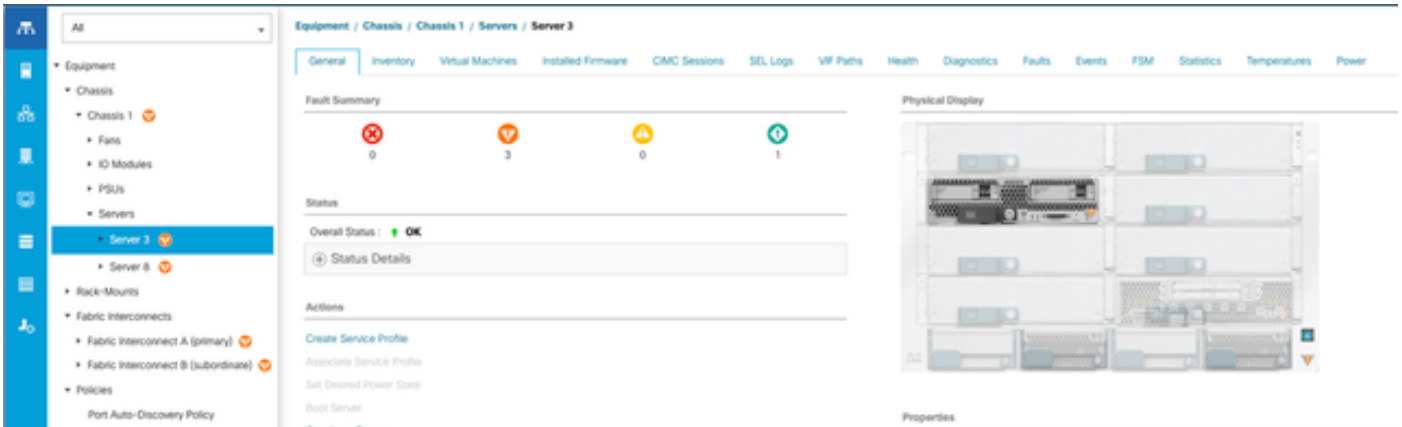 All
Equipment
Chassis
Chassis 1
Fans
IO Modules
PSUs
Servers
Server 3
Server 8
Rack-Mounts
Fabric Interconnects
Fabric Interconnect A (primary)
Fabric Interconnect B (subordinate)
Policies
Port Auto-Discovery Policy
Equipment / Chassis / Chassis 1 / Servers / Server 3
General Inventory Virtual Machines Installed Firmware CIMC Sessions SEL Logs VIF Paths Health Diagnostics Faults Events FSM Statistics Temperatures Power
Fault Summary
0 3 0 1
Status
Overall Status : OK
Status Details
Actions
Create Service Profile
Associate Service Profile
Set Desired Power State
Boot Server
Physical Display
Properties